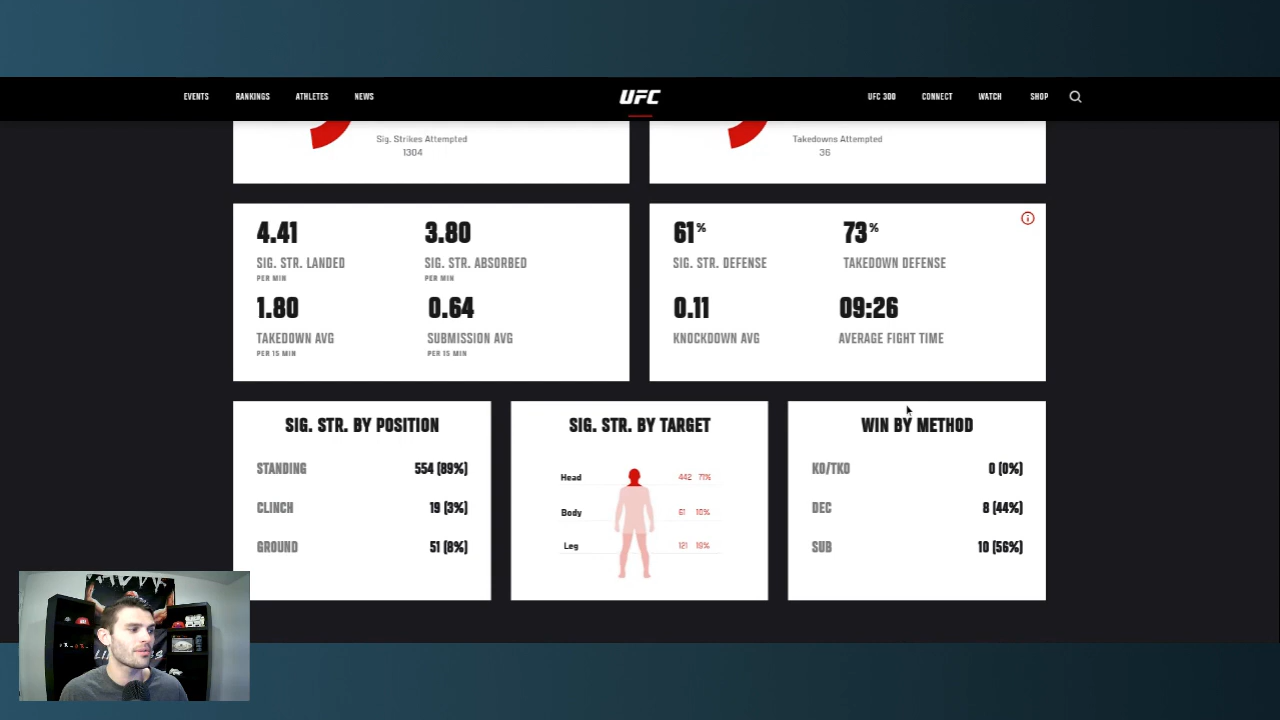 EVENTS RANKINGS ATHLETES NEWS UFC UFC 300 CONNECT WATCH SHOP
Sig. Strikes Attempted
1304
Takedowns Attempted
36
4.41
SIG. STR. LANDED
PER MIN
3.80
SIG. STR. ABSORBED
PER MIN
1.80
TAKEDOWN AVG
PER 15 MIN
0.64
SUBMISSION AVG
PER 15 MIN
61%
SIG. STR. DEFENSE
73%
TAKEDOWN DEFENSE
0.11
KNOCKDOWN AVG
09:26
AVERAGE FIGHT TIME
SIG. STR. BY POSITION
STANDING 554 (89%)
CLINCH 19 (3%)
GROUND 51 (8%)
SIG. STR. BY TARGET
Head 442 71%
Body 61 10%
Leg 121 19%
WIN BY METHOD
KO/TKO 0 (0%)
DEC 8 (44%)
SUB 10 (56%)